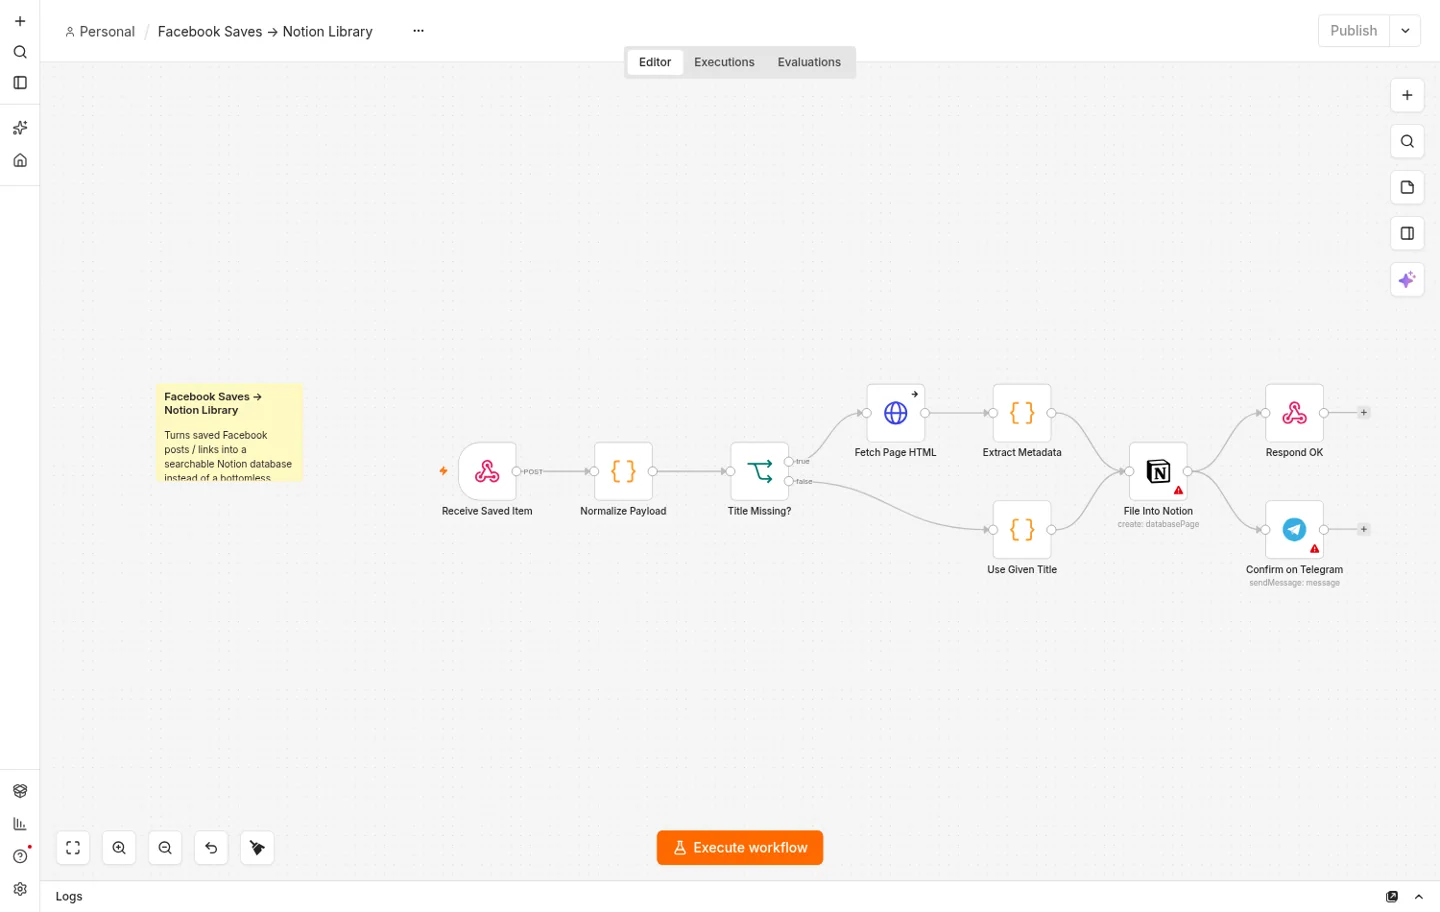 Personal / Facebook Saves → Notion Library ...
Publish
Editor Executions Evaluations
Facebook Saves →
Notion Library
Turns saved Facebook
posts / links into a
searchable Notion database
instead of a bottomless
POST
true
false
Receive Saved Item
Normalize Payload
Title Missing?
Fetch Page HTML
Extract Metadata
Use Given Title
File Into Notion
create: databasePage
Respond OK
Confirm on Telegram
sendMessage: message
Execute workflow
Logs